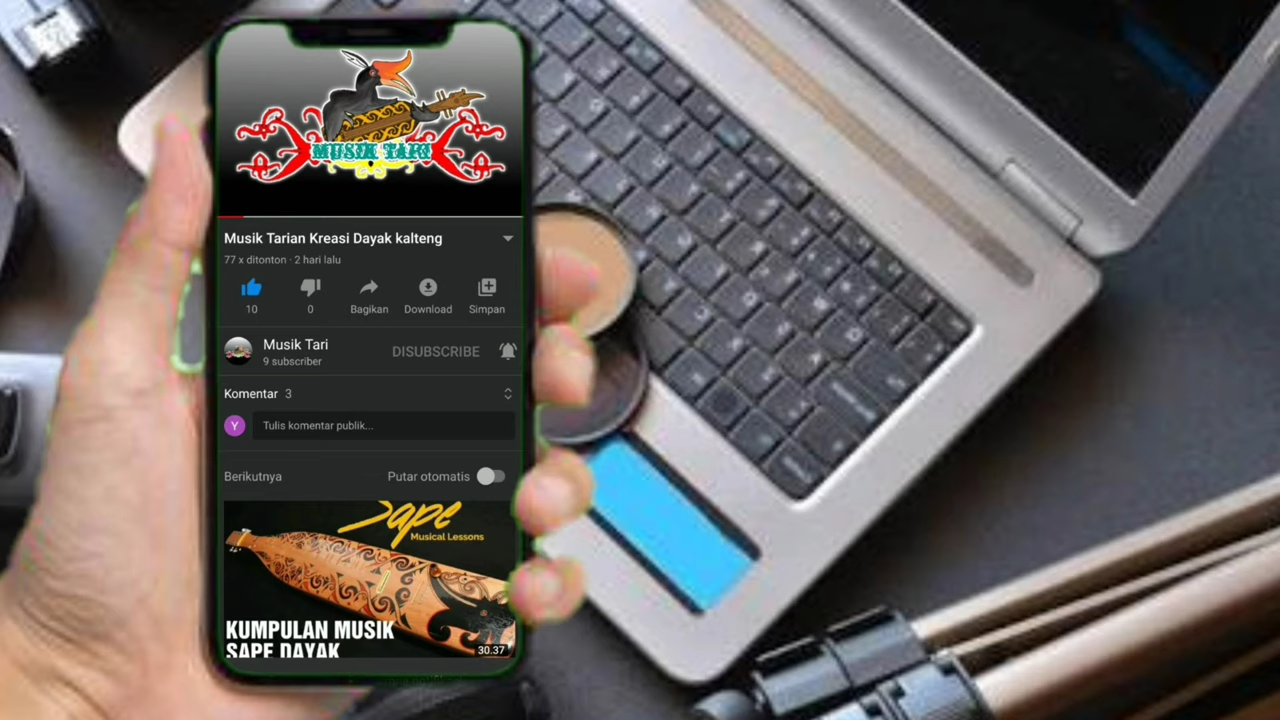 MUSIK TARI
Musik Tarian Kreasi Dayak kalteng
77 x ditonton · 2 hari lalu
10
0
Bagikan
Download
Simpan
Musik Tari
9 subscriber
DISUBSCRIBE
Komentar 3
Y
Tulis komentar publik...
Berikutnya
Putar otomatis
Sape
Musical Lessons
KUMPULAN MUSIK
SAPE DAYAK
30.37